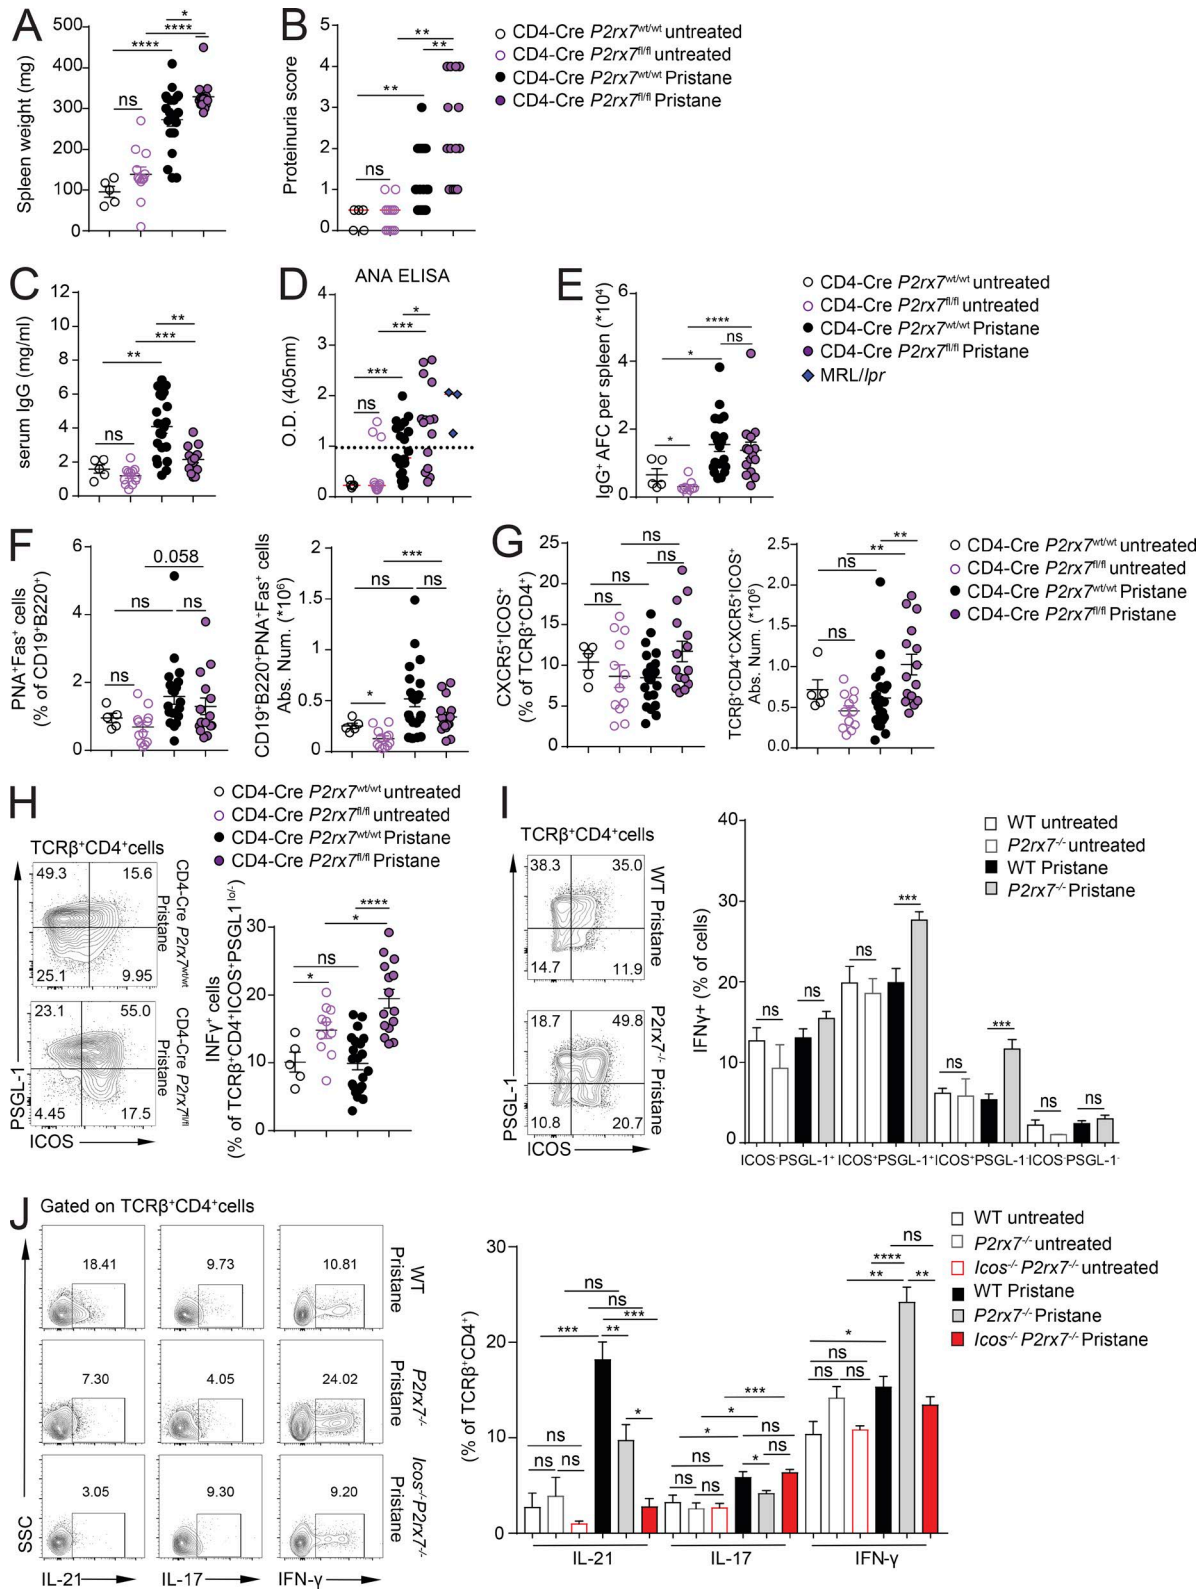 A
Spleen weight (mg)
500
400
300
200
100
0
ns
****
****
*
B
Proteinuria score
5
4
3
2
1
0
ns
**
**
**
CD4-Cre P2rx7wt/wt untreated
CD4-Cre P2rx7fl/fl untreated
CD4-Cre P2rx7wt/wt Pristane
CD4-Cre P2rx7fl/fl Pristane
C
serum IgG (mg/ml)
12
10
8
6
4
2
0
ns
**
***
**
D
ANA ELISA
O.D. (405nm)
4
3
2
1
0
ns
***
***
*
E
IgG+ AFC per spleen (*10⁴)
6
4
2
0
*
*
ns
****
CD4-Cre P2rx7wt/wt untreated
CD4-Cre P2rx7fl/fl untreated
CD4-Cre P2rx7wt/wt Pristane
CD4-Cre P2rx7fl/fl Pristane
MRL/lpr
F
PNA+Fas+ cells
(% of CD19+B220+)
6
4
2
0
ns
ns
ns
0.058
CD19+B220+PNA+Fas+ cells
Abs. Num. (*10⁶)
2
1.5
1
0.5
0
*
ns
ns
***
G
CXCR5+ICOS+
(% of TCRβ+CD4+)
25
20
15
10
5
0
ns
ns
ns
ns
TCRβ+CD4+CXCR5+ICOS+
Abs. Num. (*10⁶)
2.5
2.0
1.5
1.0
0.5
0
ns
ns
**
**
CD4-Cre P2rx7wt/wt untreated
CD4-Cre P2rx7fl/fl untreated
CD4-Cre P2rx7wt/wt Pristane
CD4-Cre P2rx7fl/fl Pristane
H
CD4-Cre P2rx7wt/wt untreated
CD4-Cre P2rx7fl/fl untreated
CD4-Cre P2rx7wt/wt Pristane
CD4-Cre P2rx7fl/fl Pristane
TCRβ+CD4+cells
49.3
15.6
25.1
9.95
CD4-Cre P2rx7wt/wt
Pristane
23.1
55.0
4.45
17.5
CD4-Cre P2rx7fl/fl
Pristane
PSGL-1
ICOS
INFγ+ cells
(% of TCRβ+CD4+ICOS+PSGL1lo/-)
30
20
10
0
*
ns
*
****
I
TCRβ+CD4+cells
38.3
35.0
14.7
11.9
WT Pristane
18.7
49.8
10.8
20.7
P2rx7-/- Pristane
PSGL-1
ICOS
IFNγ+ (% of cells)
40
30
20
10
0
ns
ns
ns
***
ns
***
ns
ns
ICOS-PSGL-1+
ICOS+PSGL-1+
ICOS+PSGL-1-
ICOS-PSGL-1-
WT untreated
P2rx7-/- untreated
WT Pristane
P2rx7-/- Pristane
J
Gated on TCRβ+CD4+cells
18.41
9.73
10.81
WT
Pristane
7.30
4.05
24.02
P2rx7-/-
Pristane
3.05
9.30
9.20
Icos-/-P2rx7-/-
Pristane
SSC
IL-21
IL-17
IFN-γ
(% of TCRβ+CD4+)
30
20
10
0
ns
ns
***
**
***
*
ns
ns
ns
ns
ns
ns
*
*
***
*
ns
ns
ns
ns
ns
*
**
****
**
ns
IL-21
IL-17
IFN-γ
WT untreated
P2rx7-/- untreated
Icos-/- P2rx7-/- untreated
WT Pristane
P2rx7-/- Pristane
Icos-/- P2rx7-/- Pristane